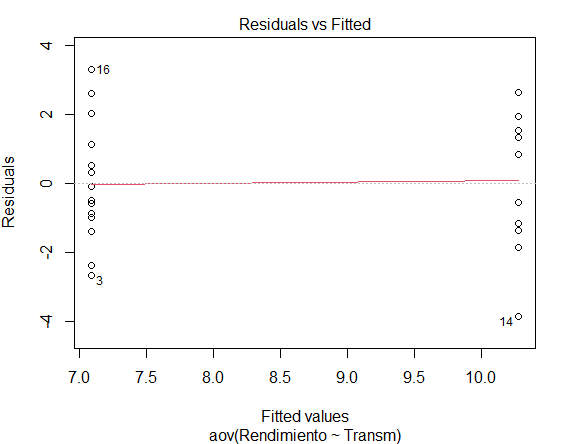 Residuals vs Fitted
Residuals
4
2
0
-2
-4
16
3
14
7.0 7.5 8.0 8.5 9.0 9.5 10.0
Fitted values
aov(Rendimiento ~ Transm)